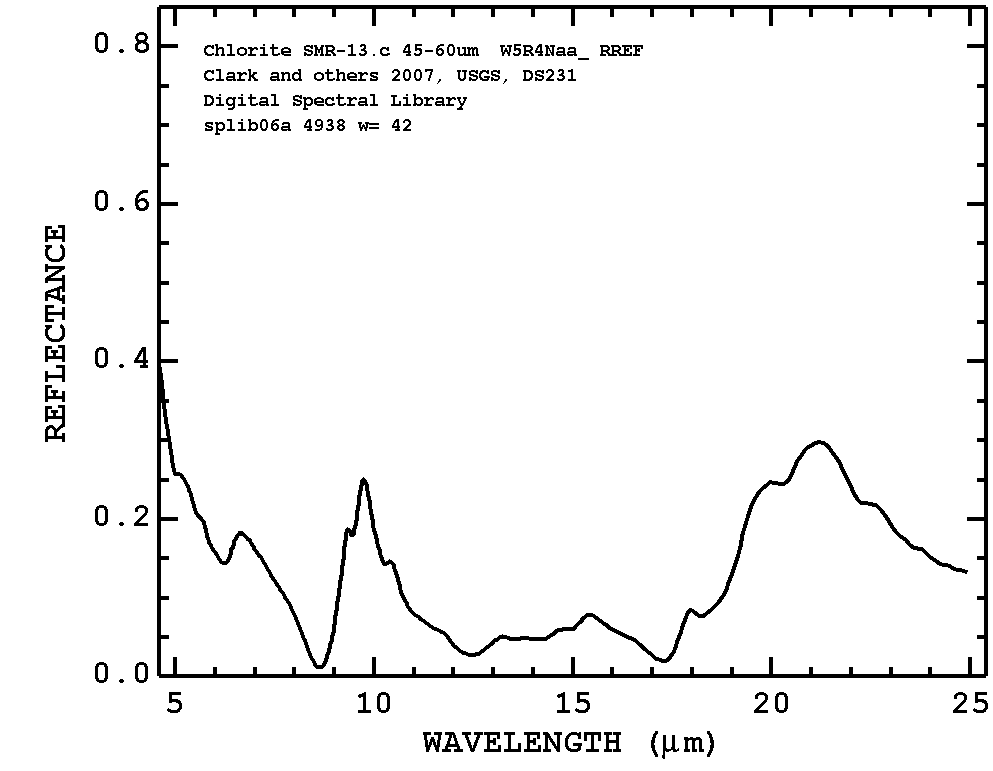 Chlorite SMR-13.c 45-60um W5R4Naa_ RREF
Clark and others 2007, USGS, DS231
Digital Spectral Library
splib06a 4938 w= 42
0.8
0.6
0.4
0.2
0.0
REFLECTANCE
5 10 15 20 25
WAVELENGTH (μm)